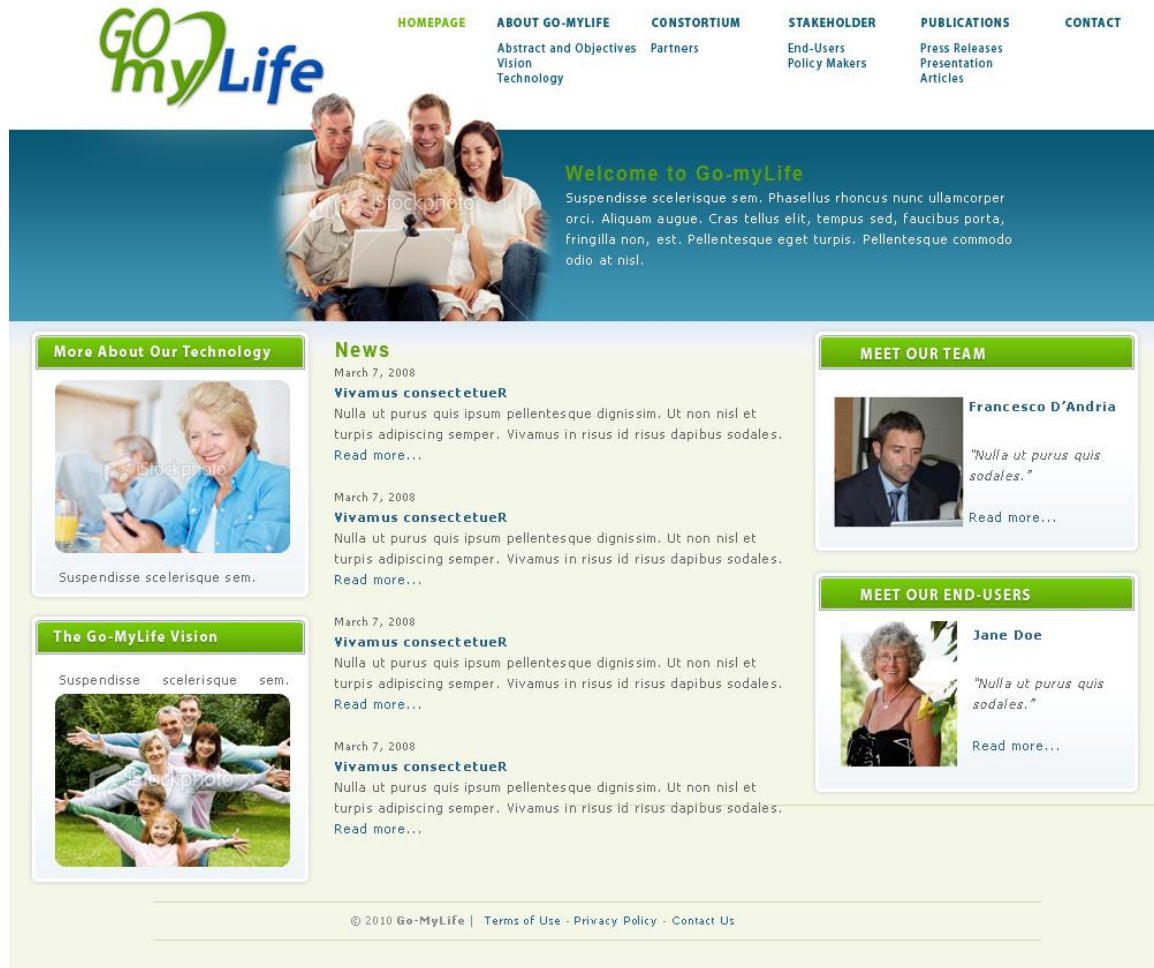 GO
my Life
HOMEPAGE
ABOUT GO-MYLIFE
Abstract and Objectives
Vision
Technology
CONSTORTIUM
Partners
STAKEHOLDER
End-Users
Policy Makers
PUBLICATIONS
Press Releases
Presentation
Articles
CONTACT
iStockphoto
Welcome to Go-myLife
Suspendisse scelerisque sem. Phasellus rhoncus nunc ullamcorper
orci. Aliquam augue. Cras tellus elit, tempus sed, faucibus porta,
fringilla non, est. Pellentesque eget turpis. Pellentesque commodo
odio at nisl.
More About Our Technology
iStockphoto
Suspendisse scelerisque sem.
The Go-MyLife Vision
Suspendisse scelerisque sem.
iStockphoto
News
March 7, 2008
Vivamus consectetueR
Nulla ut purus quis ipsum pellentesque dignissim. Ut non nisl et
turpis adipiscing semper. Vivamus in risus id risus dapibus sodales.
Read more...
March 7, 2008
Vivamus consectetueR
Nulla ut purus quis ipsum pellentesque dignissim. Ut non nisl et
turpis adipiscing semper. Vivamus in risus id risus dapibus sodales.
Read more...
March 7, 2008
Vivamus consectetueR
Nulla ut purus quis ipsum pellentesque dignissim. Ut non nisl et
turpis adipiscing semper. Vivamus in risus id risus dapibus sodales.
Read more...
March 7, 2008
Vivamus consectetueR
Nulla ut purus quis ipsum pellentesque dignissim. Ut non nisl et
turpis adipiscing semper. Vivamus in risus id risus dapibus sodales.
Read more...
MEET OUR TEAM
Francesco D’Andria
“Nulla ut purus quis
sodales.”
Read more...
MEET OUR END-USERS
Jane Doe
“Nulla ut purus quis
sodales.”
Read more...
© 2010 Go-MyLife | Terms of Use - Privacy Policy - Contact Us